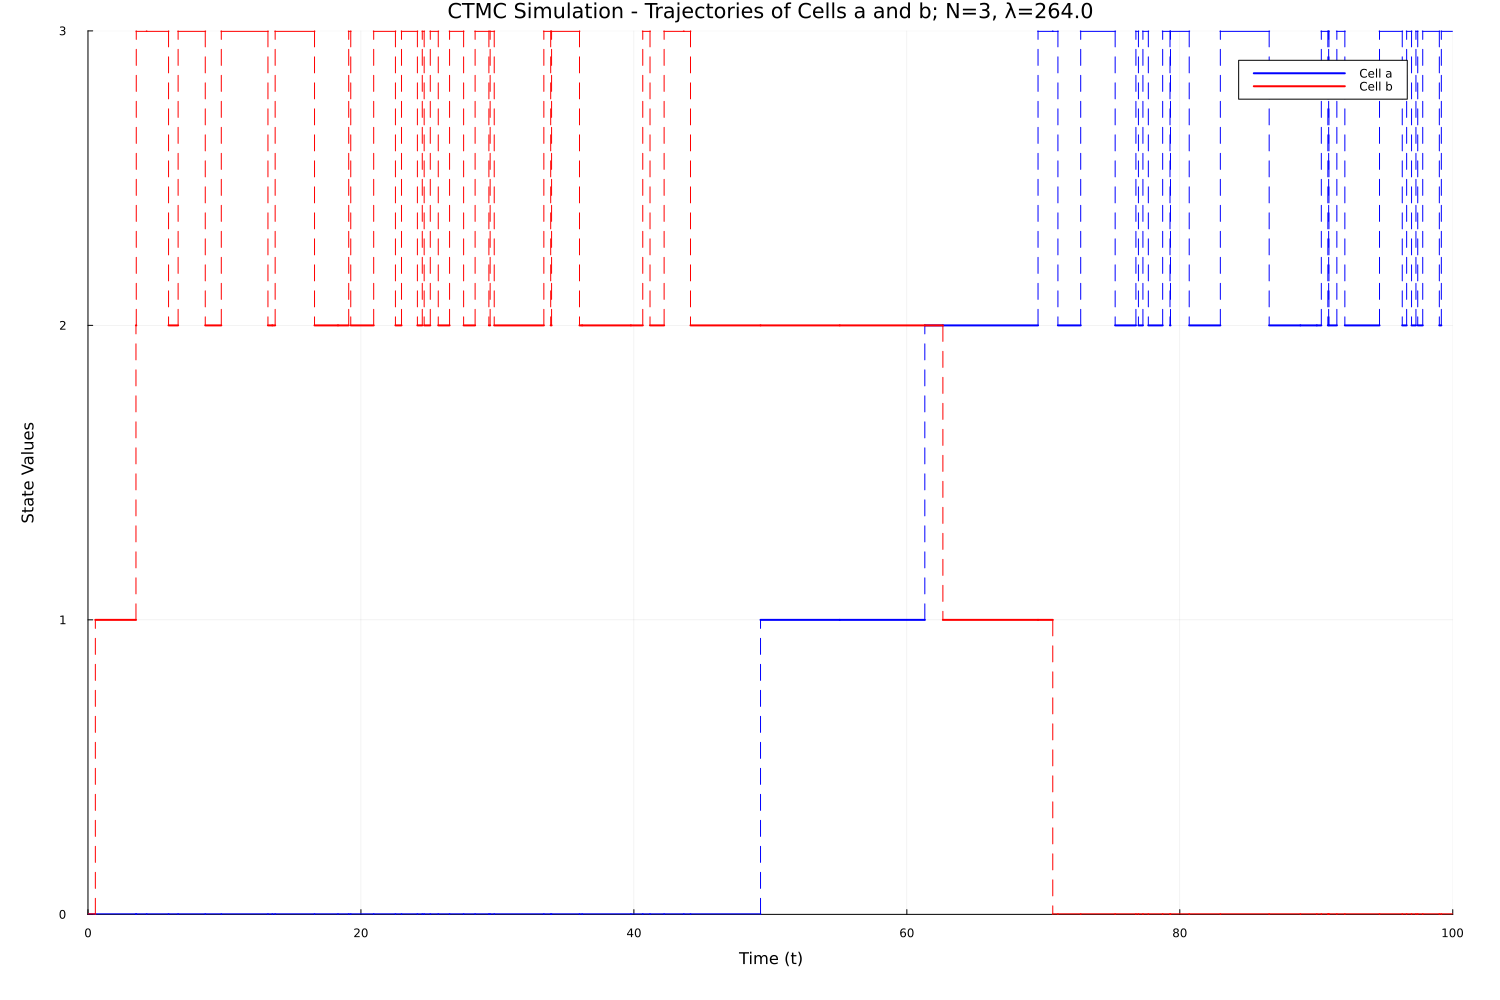 CTMC Simulation - Trajectories of Cells a and b; N=3, λ=264.0
3
Cell a
Cell b
2
State Values
1
0
0 20 40 60 80 100
Time (t)